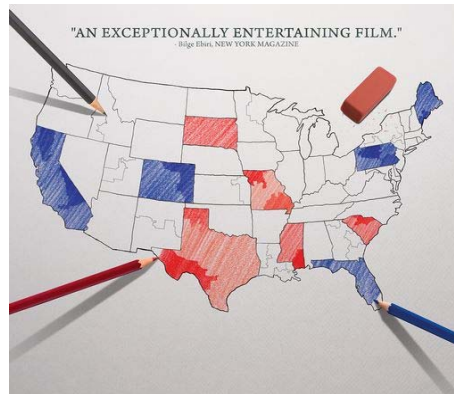 "AN EXCEPTIONALLY ENTERTAINING FILM."
- Bilge Ebiri, NEW YORK MAGAZINE